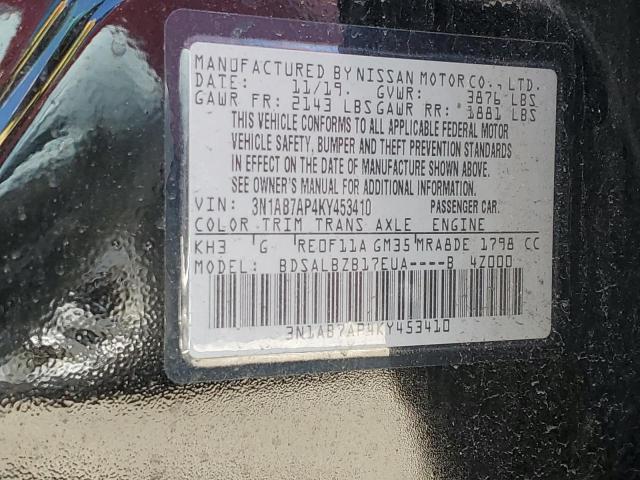 MANUFACTURED BY NISSAN MOTOR CO., LTD.
DATE: 11/19. GVWR: 3876 LBS
GAWR FR: 2143 LBS GAWR RR: 1881 LBS
THIS VEHICLE CONFORMS TO ALL APPLICABLE FEDERAL MOTOR
VEHICLE SAFETY, BUMPER AND THEFT PREVENTION STANDARDS
IN EFFECT ON THE DATE OF MANUFACTURE SHOWN ABOVE.
SEE OWNER'S MANUAL FOR ADDITIONAL INFORMATION.
VIN: 3N1AB7AP4KY453410 PASSENGER CAR.
COLOR TRIM TRANS AXLE ENGINE
KH3 G RE0F11A GM35 MRA8DE 1798 CC
MODEL: BDSALBZB17EUA----B 4Z000
3N1AB7AP4KY453410